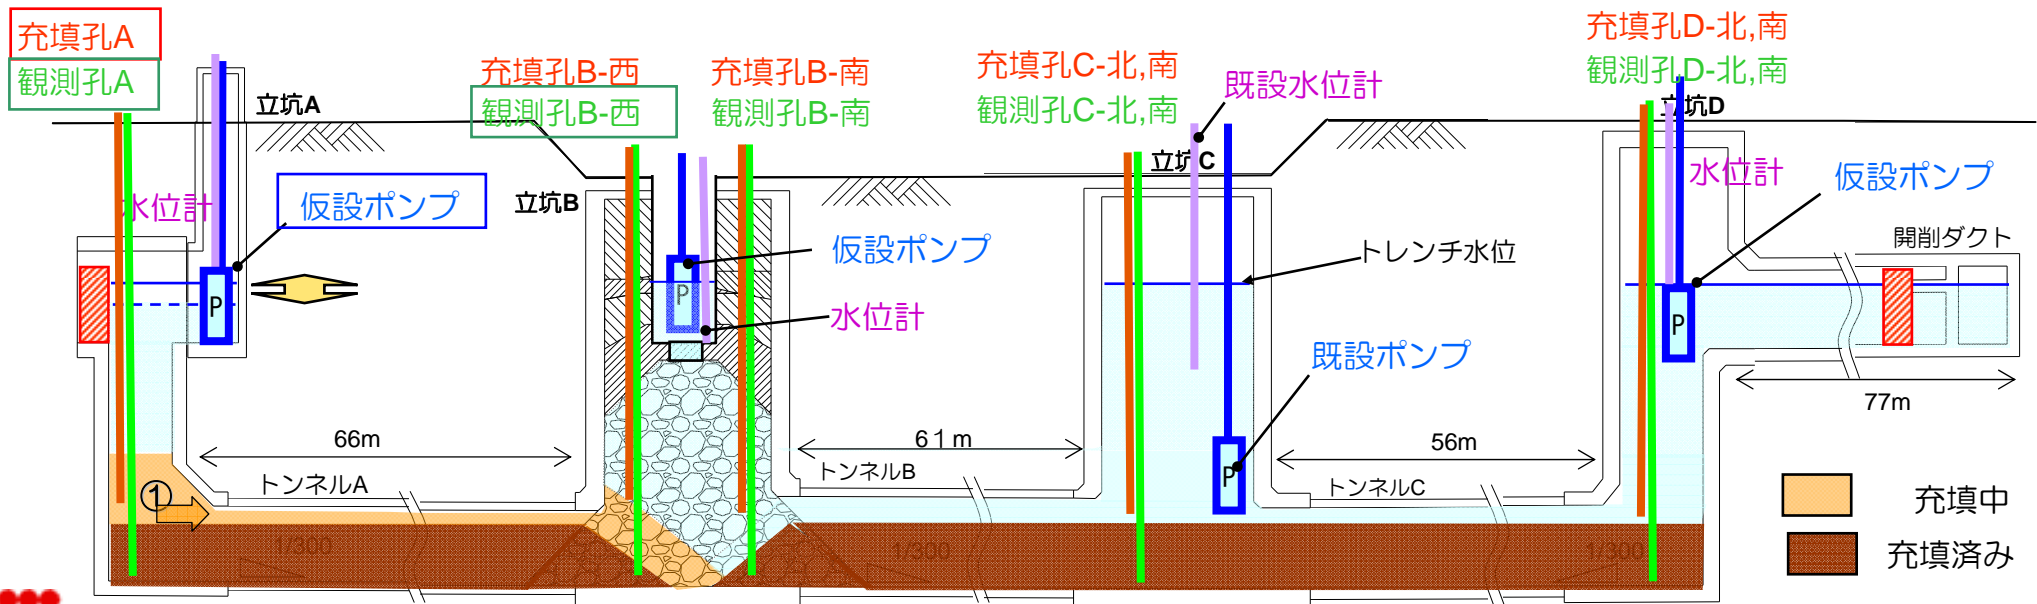 充填孔A
観測孔A
立坑A
水位計
仮設ポンプ
P
充填孔B-西
観測孔B-西
充填孔B-南
観測孔B-南
立坑B
仮設ポンプ
P
水位計
充填孔C-北,南
観測孔C-北,南
既設水位計
立坑C
トレンチ水位
既設ポンプ
P
充填孔D-北,南
観測孔D-北,南
立坑D
水位計
仮設ポンプ
P
開削ダクト
77m
66m
61m
56m
トンネルA
トンネルB
トンネルC
①
1/300
1/300
1/300
充填中
充填済み